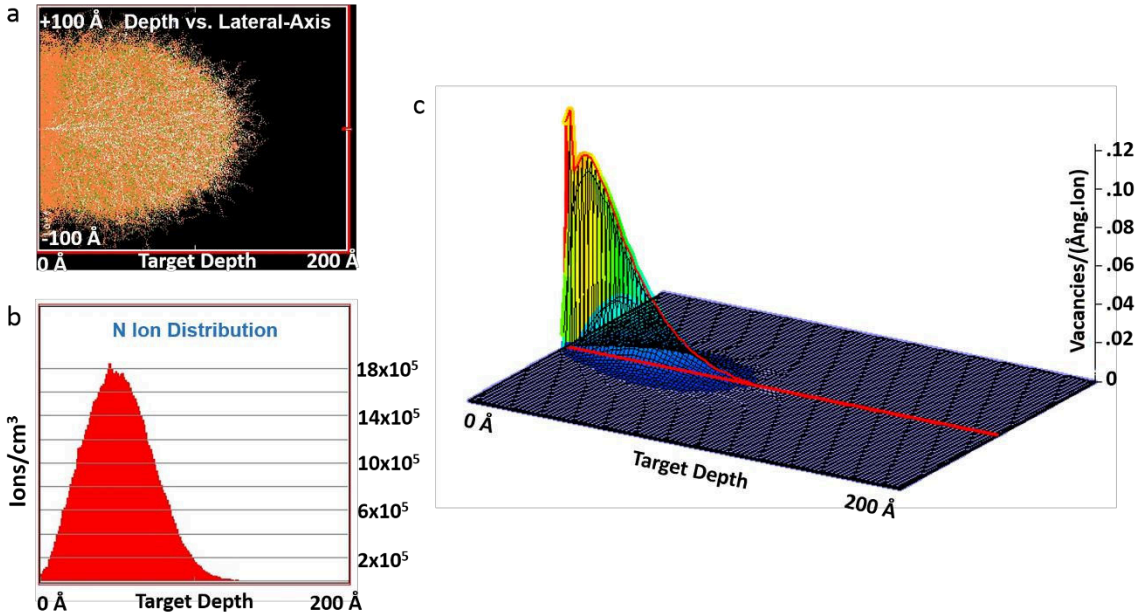 a
+100 Å Depth vs. Lateral-Axis
-100 Å
0 Å Target Depth 200 Å
b
N Ion Distribution
18x10⁵
14x10⁵
10x10⁵
6x10⁵
2x10⁵
Ions/cm³
0 Å Target Depth 200 Å
c
.12
.10
.08
.06
.04
.02
0
Vacancies/(Ång.Ion)
0 Å
Target Depth
200 Å